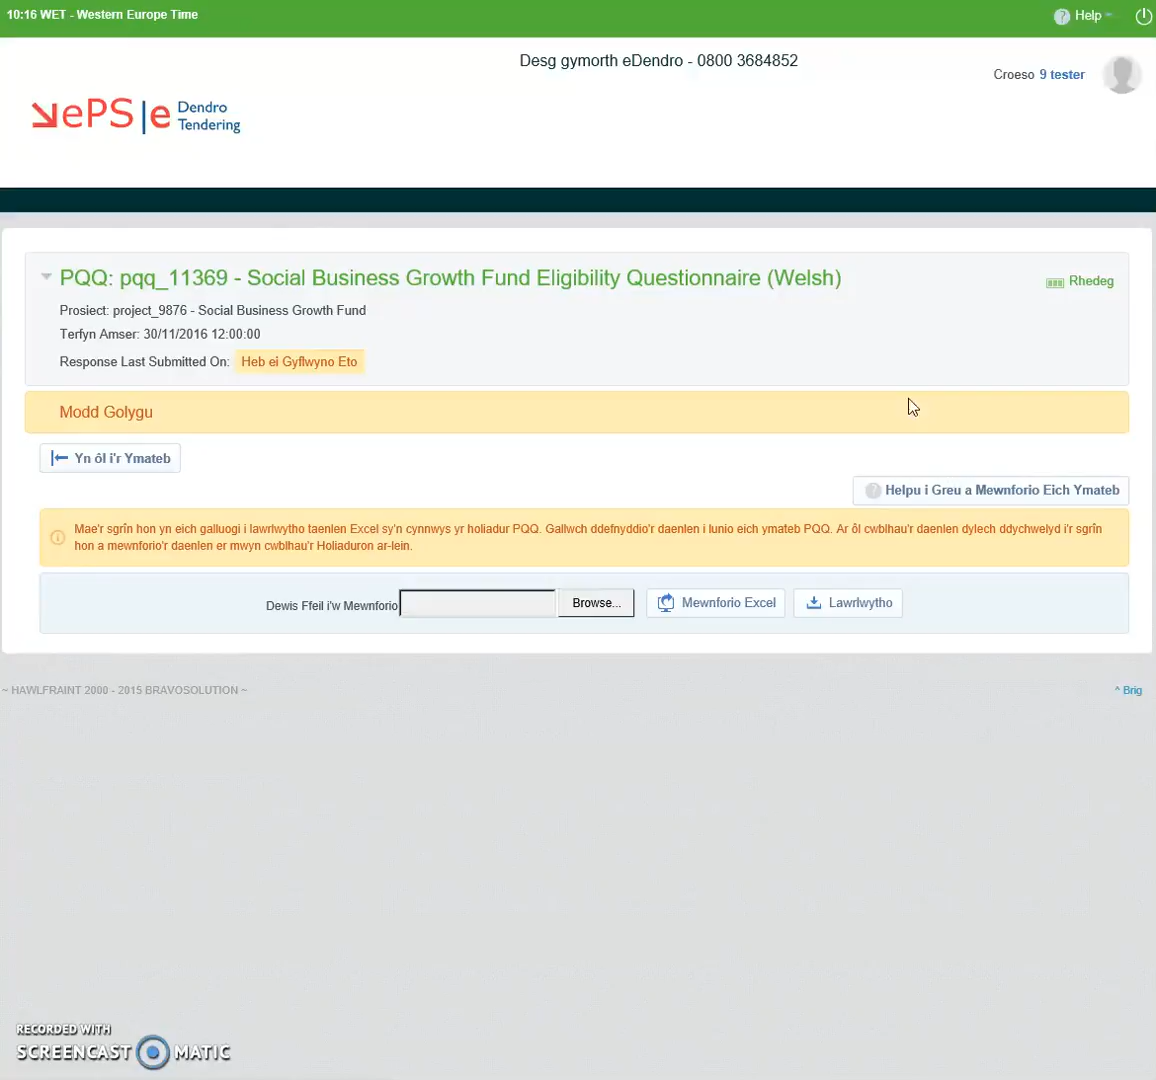 10:16 WET - Western Europe Time
Help
Desg gymorth eDendro - 0800 3684852
Croeso 9 tester
ePS | e Dendro
Tendering
PQQ: pqq_11369 - Social Business Growth Fund Eligibility Questionnaire (Welsh)
Rhedeg
Prosiect: project_9876 - Social Business Growth Fund
Terfyn Amser: 30/11/2016 12:00:00
Response Last Submitted On: Heb ei Gyflwyno Eto
Modd Golygu
Yn ôl i'r Ymateb
Helpu i Greu a Mewnforio Eich Ymateb
Mae'r sgrîn hon yn eich galluogi i lawrlwytho taenlen Excel sy'n cynnwys yr holiadur PQQ. Gallwch ddefnyddio'r daenlen i lunio eich ymateb PQQ. Ar ôl cwblhau'r daenlen dylech ddychwelyd i'r sgrîn
hon a mewnforio'r daenlen er mwyn cwblhau'r Holiaduron ar-lein.
Dewis Ffeil i'w Mewnforio Browse... Mewnforio Excel Lawrlwytho
~ HAWLFRAINT 2000 - 2015 BRAVOSOLUTION ~
^ Brig
RECORDED WITH
SCREENCAST MATIC